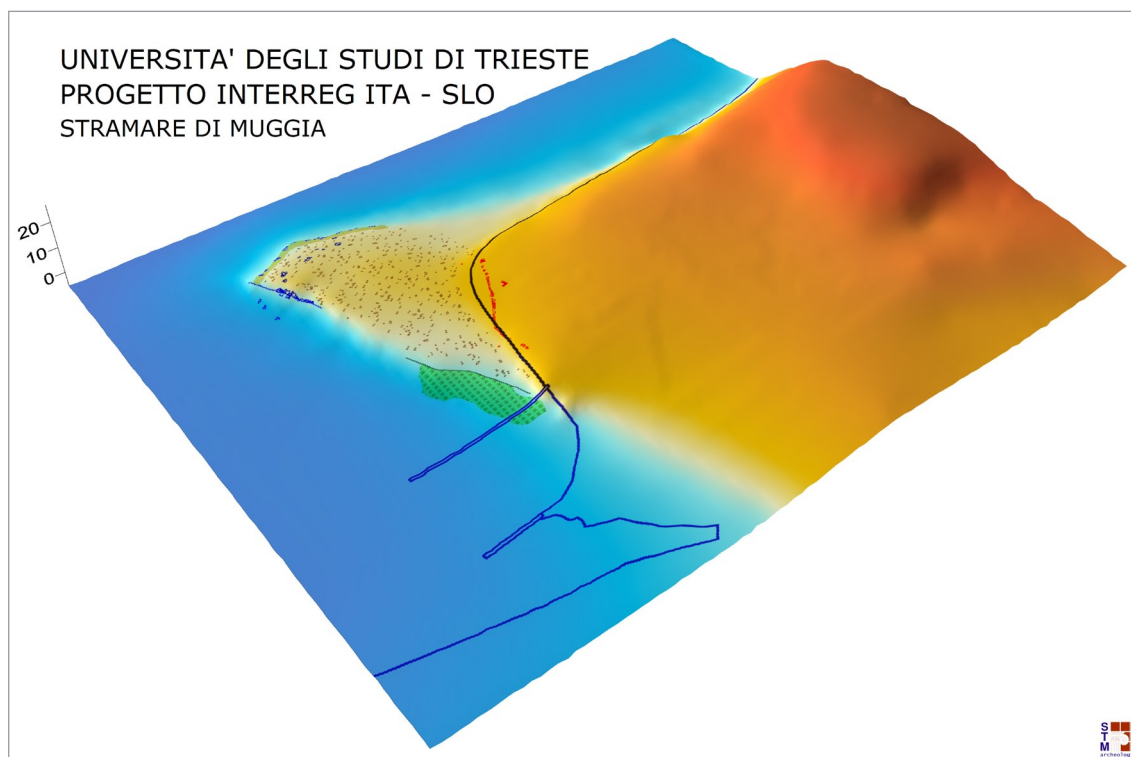 UNIVERSITA' DEGLI STUDI DI TRIESTE
PROGETTO INTERREG ITA - SLO
STRAMARE DI MUGGIA
20
10
0
S
T
M